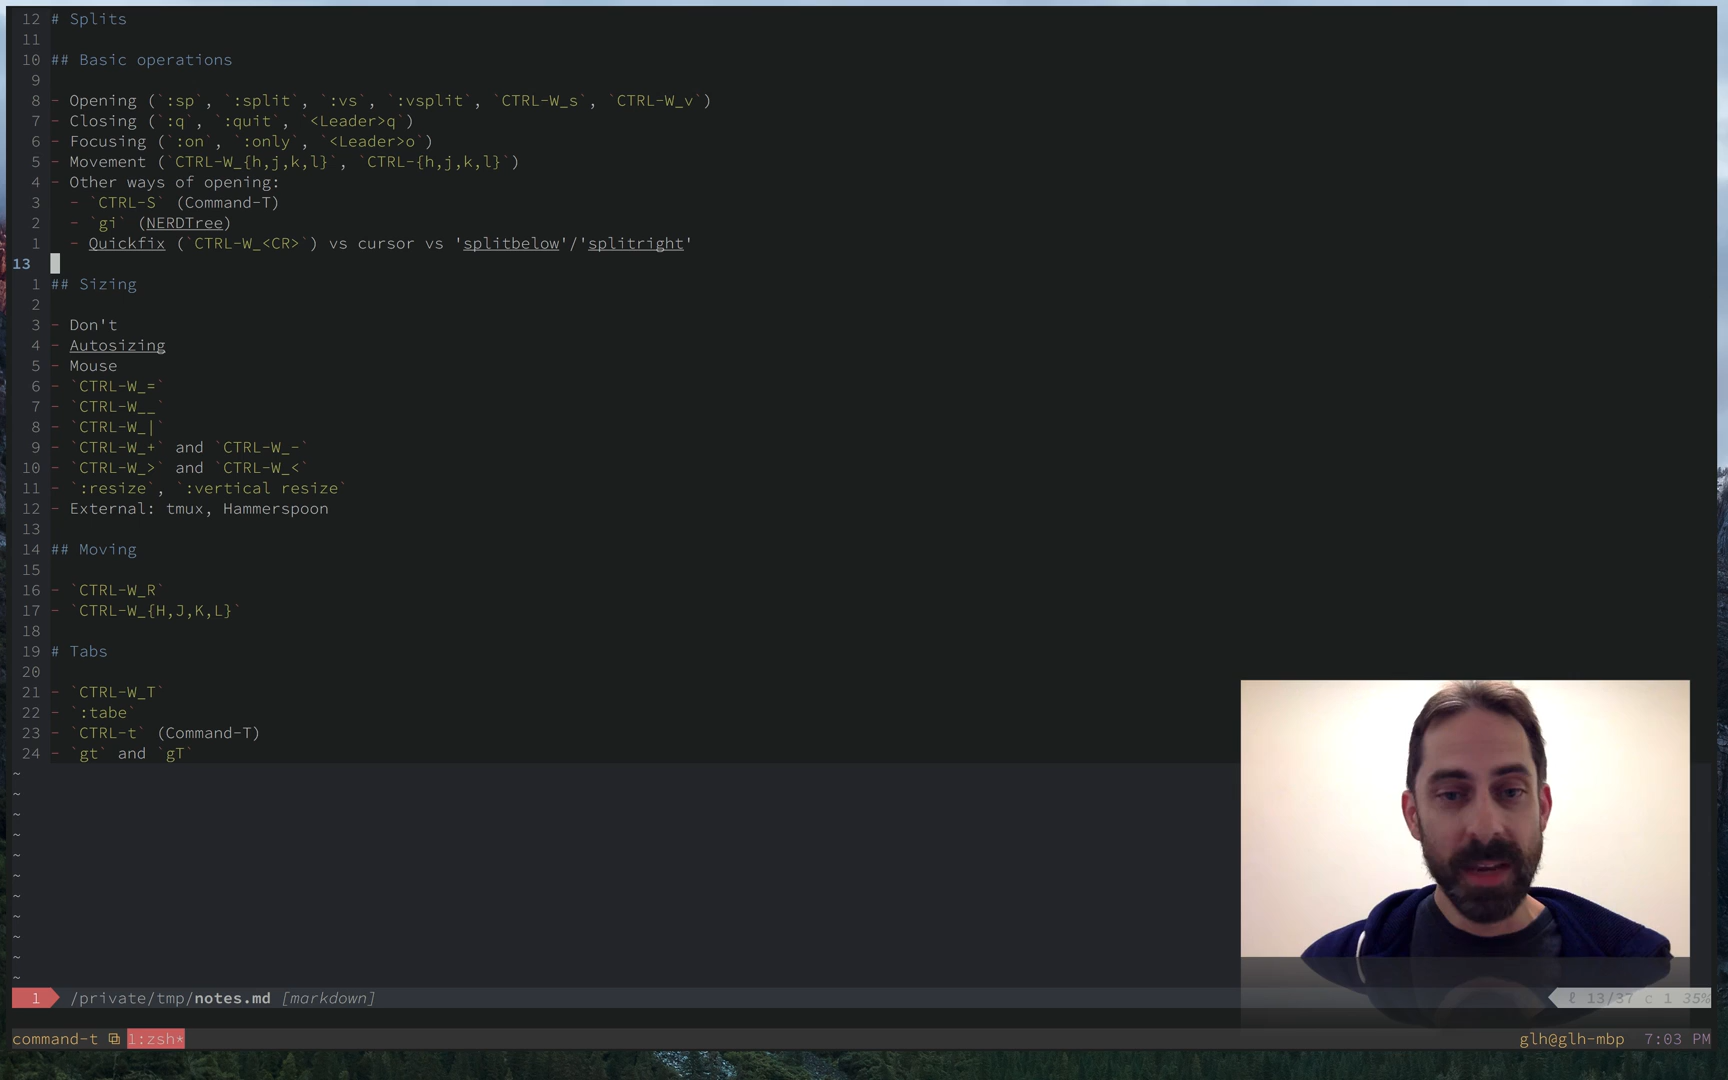 12 # Splits
11
10 ## Basic operations
9
8 - Opening (`:sp`, `:split`, `:vs`, `:vsplit`, `CTRL-W_s`, `CTRL-W_v`)
7 - Closing (`:q`, `:quit`, `<Leader>q`)
6 - Focusing (`:on`, `:only`, `<Leader>o`)
5 - Movement (`CTRL-W_{h,j,k,l}`, `CTRL-{h,j,k,l}`)
4 - Other ways of opening:
3 - `CTRL-S` (Command-T)
2 - `gi` (NERDTree)
1 - Quickfix (`CTRL-W_<CR>`) vs cursor vs 'splitbelow'/'splitright'
13
1 ## Sizing
2
3 - Don't
4 - Autosizing
5 - Mouse
6 - `CTRL-W_=`
7 - `CTRL-W__`
8 - `CTRL-W_|`
9 - `CTRL-W_+` and `CTRL-W_-`
10 - `CTRL-W_>` and `CTRL-W_<`
11 - `:resize`, `:vertical resize`
12 - External: tmux, Hammerspoon
13
14 ## Moving
15
16 - `CTRL-W_R`
17 - `CTRL-W_{H,J,K,L}`
18
19 # Tabs
20
21 - `CTRL-W_T`
22 - `:tabe`
23 - `CTRL-t` (Command-T)
24 - `gt` and `gT`
~
~
~
~
~
~
~
~
~
~
~
1 /private/tmp/notes.md [markdown] ℓ 13/37 c 1 35%
command-t 1:zsh* glh@glh-mbp 7:03 PM